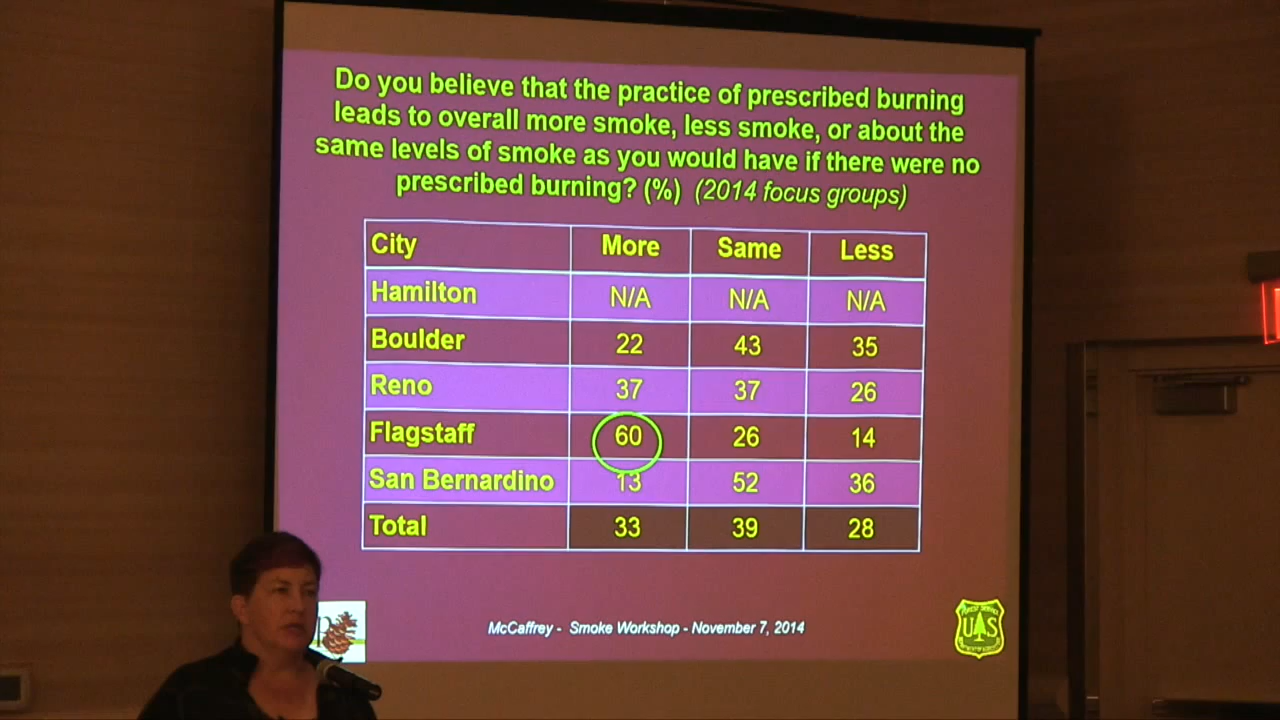 Do you believe that the practice of prescribed burning
leads to overall more smoke, less smoke, or about the
same levels of smoke as you would have if there were no
prescribed burning? (%) (2014 focus groups)
City More Same Less
Hamilton N/A N/A N/A
Boulder 22 43 35
Reno 37 37 26
Flagstaff 60 26 14
San Bernardino 13 52 36
Total 33 39 28
McCaffrey - Smoke Workshop - November 7, 2014
FOREST SERVICE
U S